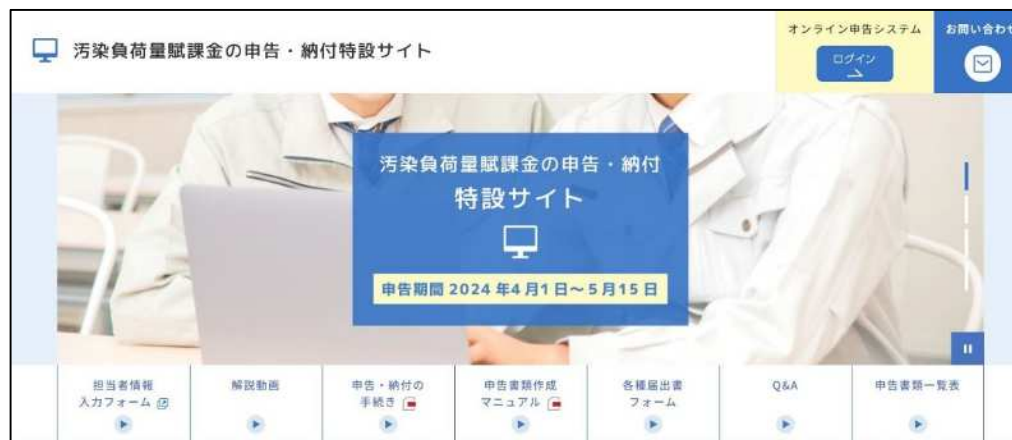 汚染負荷量賦課金の申告・納付特設サイト
オンライン申告システム
ログイン
お問い合わせ
汚染負荷量賦課金の申告・納付
特設サイト
申告期間 2024年4月1日～5月15日
担当者情報
入力フォーム
解説動画
申告・納付の
手続き
申告書類作成
マニュアル
各種届出書
フォーム
Q&A
申告書類一覧表